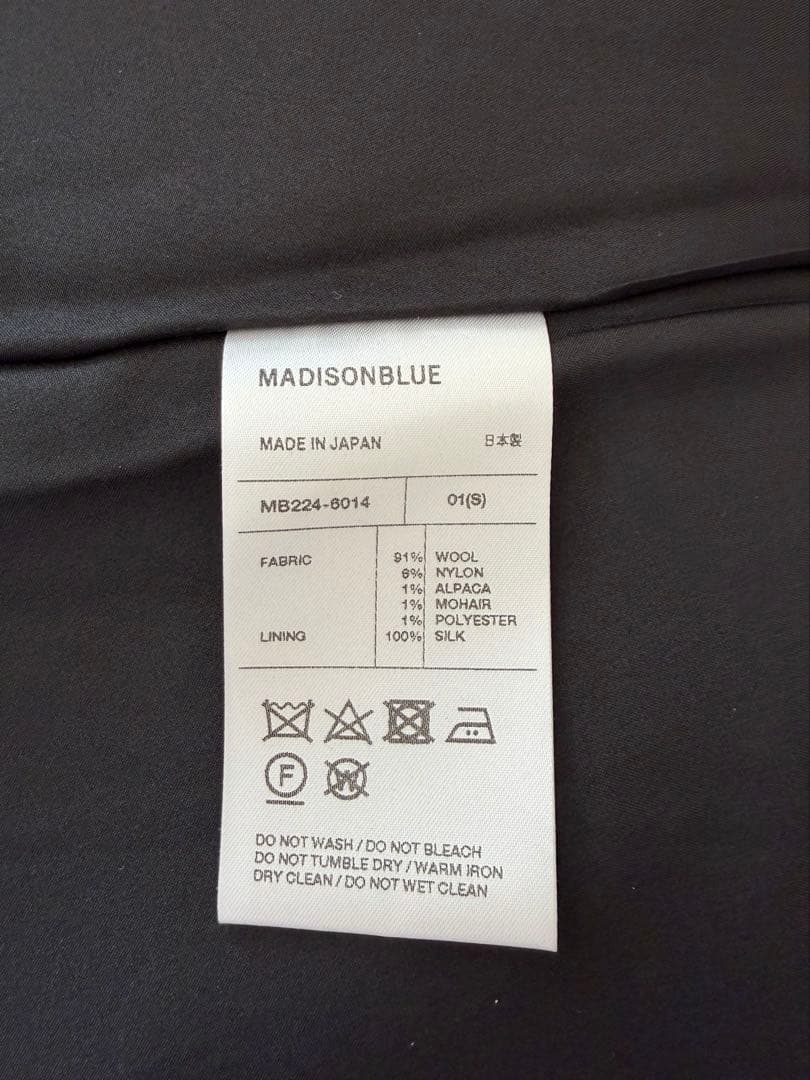 MADISONBLUE
MADE IN JAPAN 日本製
MB224-6014 01(S)
FABRIC 91% WOOL
6% NYLON
1% ALPACA
1% MOHAIR
1% POLYESTER
LINING 100% SILK
F W
DO NOT WASH / DO NOT BLEACH
DO NOT TUMBLE DRY / WARM IRON
DRY CLEAN / DO NOT WET CLEAN